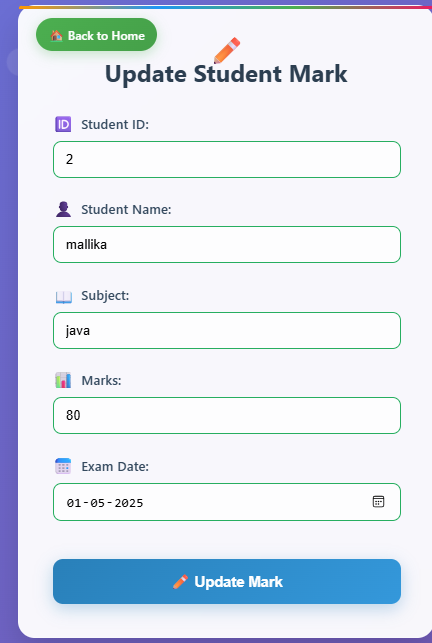 Back to Home
Update Student Mark
ID Student ID:
2
Student Name:
mallika
Subject:
java
Marks:
80
Exam Date:
01-05-2025
Update Mark